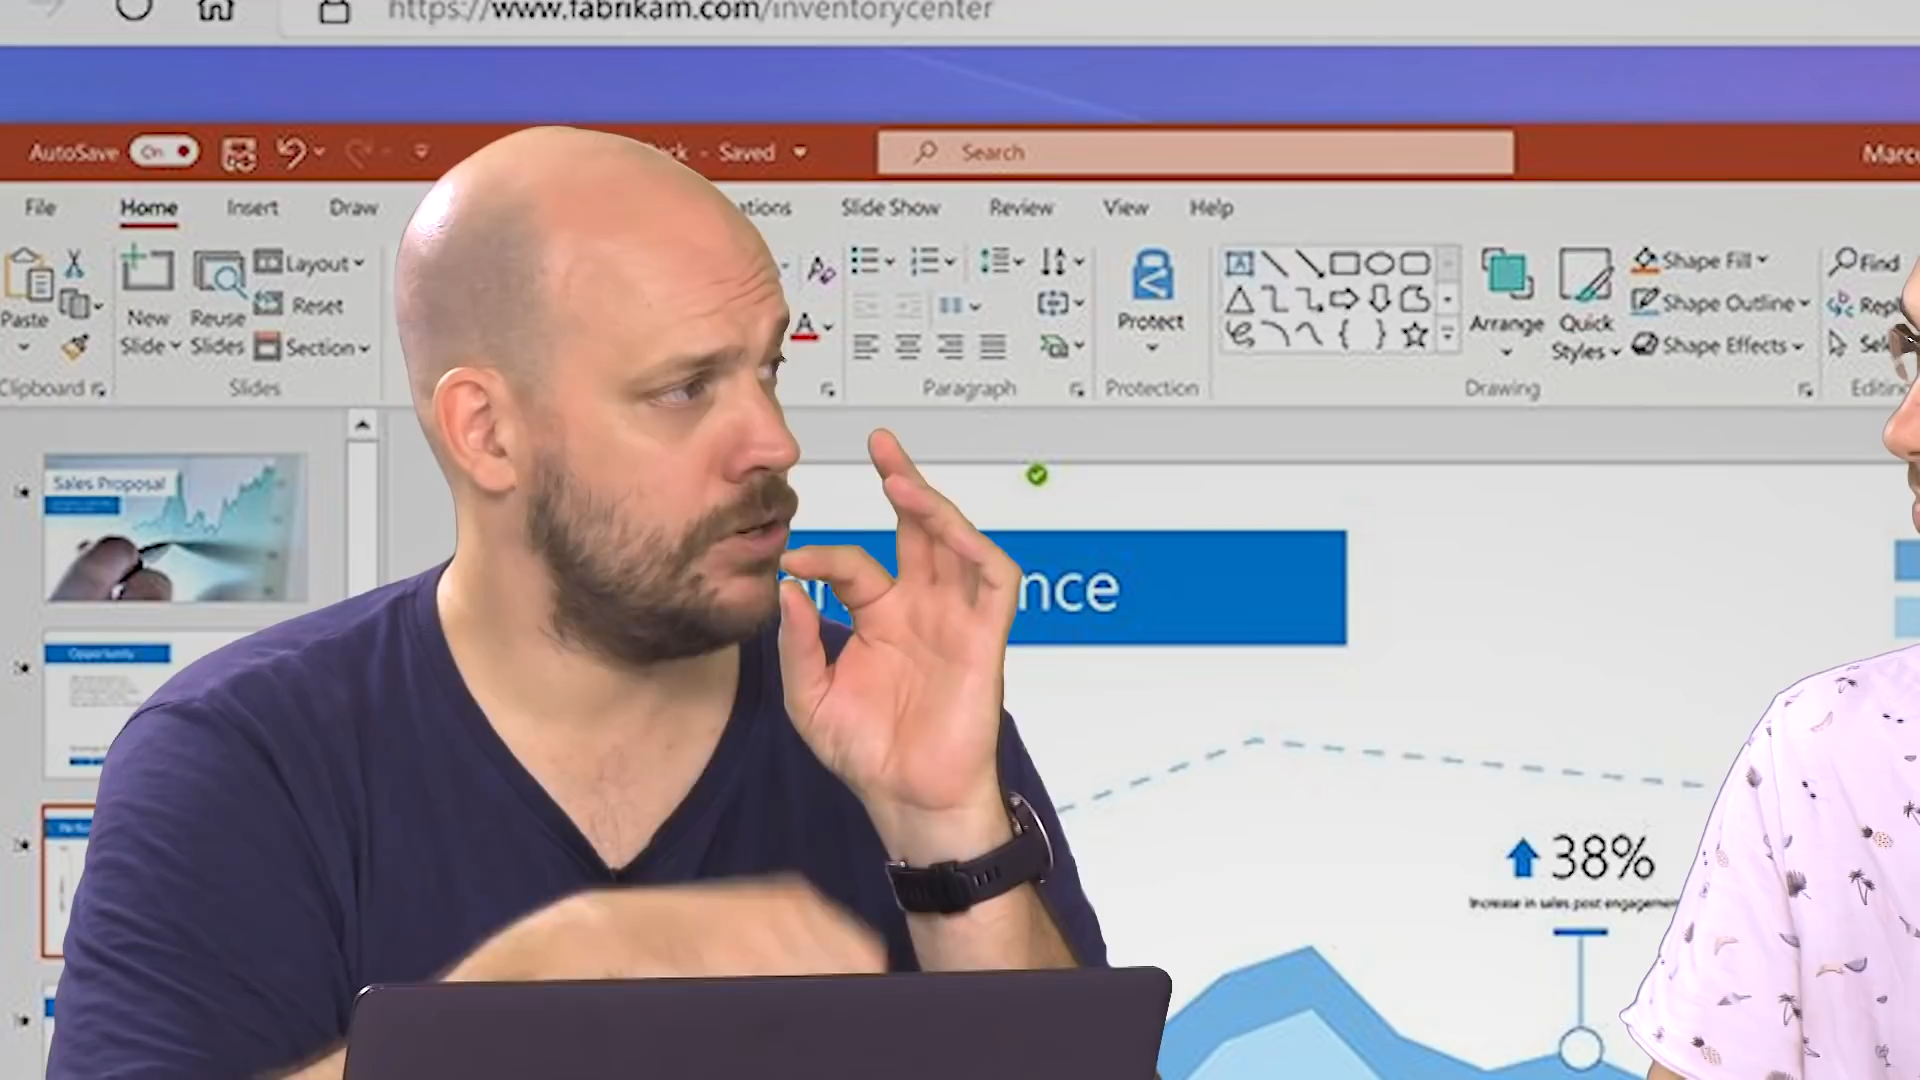 https://www.fabrikam.com/inventorycenter
AutoSave On
- Saved
Search
File Home Insert Draw Slide Show Review View Help
Paste
New Slide
Reuse Slides
Layout
Reset
Section
Protect
Arrange
Quick Styles
Shape Fill
Shape Outline
Shape Effects
Find
Clipboard Slides Paragraph Protection Drawing
Sales Proposal
Opportunity
38%
Increase in sales post engagement